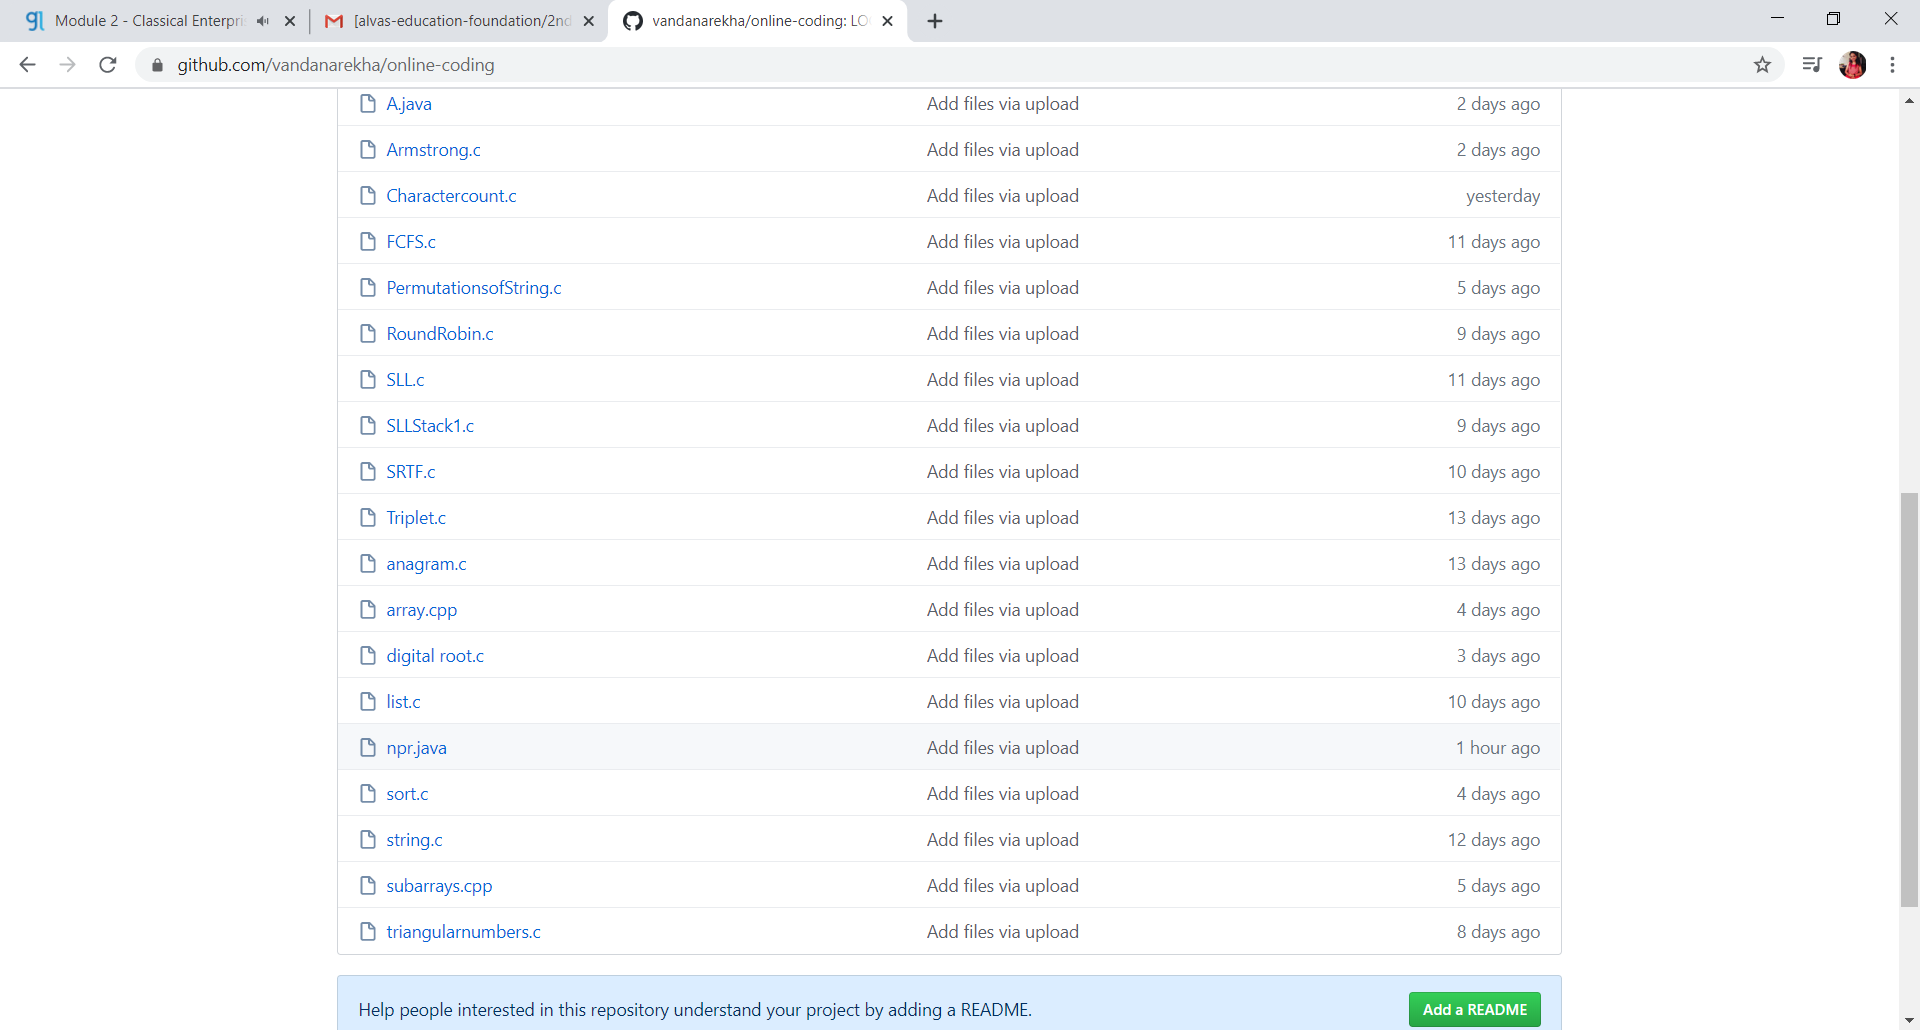 Module 2 - Classical Enterpri
[alvas-education-foundation/2nd
vandanarekha/online-coding: LO
github.com/vandanarekha/online-coding
A.java Add files via upload 2 days ago
Armstrong.c Add files via upload 2 days ago
Charactercount.c Add files via upload yesterday
FCFS.c Add files via upload 11 days ago
PermutationsofString.c Add files via upload 5 days ago
RoundRobin.c Add files via upload 9 days ago
SLL.c Add files via upload 11 days ago
SLLStack1.c Add files via upload 9 days ago
SRTF.c Add files via upload 10 days ago
Triplet.c Add files via upload 13 days ago
anagram.c Add files via upload 13 days ago
array.cpp Add files via upload 4 days ago
digital root.c Add files via upload 3 days ago
list.c Add files via upload 10 days ago
npr.java Add files via upload 1 hour ago
sort.c Add files via upload 4 days ago
string.c Add files via upload 12 days ago
subarrays.cpp Add files via upload 5 days ago
triangularnumbers.c Add files via upload 8 days ago
Help people interested in this repository understand your project by adding a README. Add a README